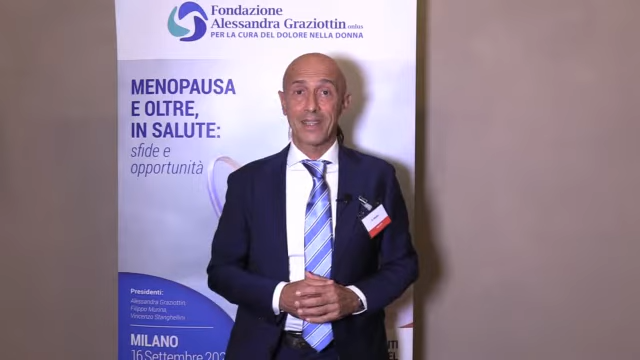 Fondazione
Alessandra Graziottin onlus
PER LA CURA DEL DOLORE NELLA DONNA
MENOPAUSA
E OLTRE,
IN SALUTE:
sfide e
opportunità
Presidenti:
Alessandra Graziottin,
Filippo Murina,
Vincenzo Stanghellini
MILANO
16 Settembre